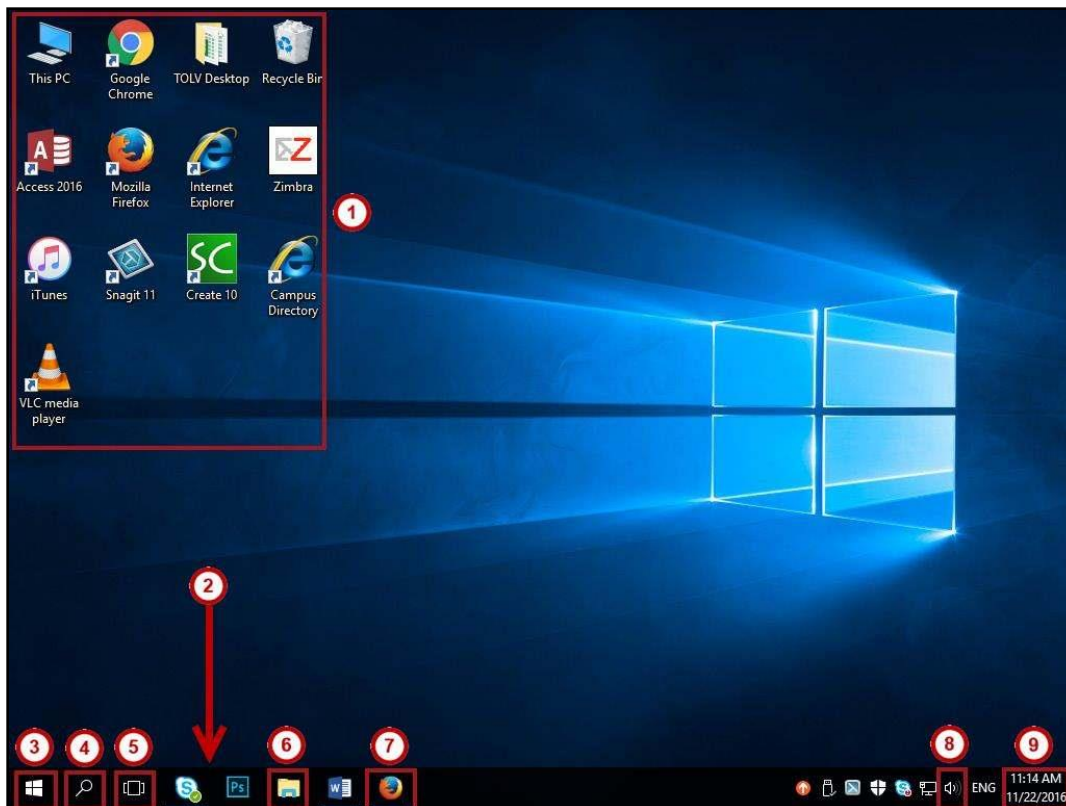 This PC
Google
Chrome
TOLV Desktop
Recycle Bin
Access 2016
Mozilla
Firefox
Internet
Explorer
Z
Zimbra
1
iTunes
Snagit 11
SC
Create 10
Campus
Directory
VLC media
player
2
3
4
5
6
7
8
9
S
Ps
W
ENG
11:14 AM
11/22/2016